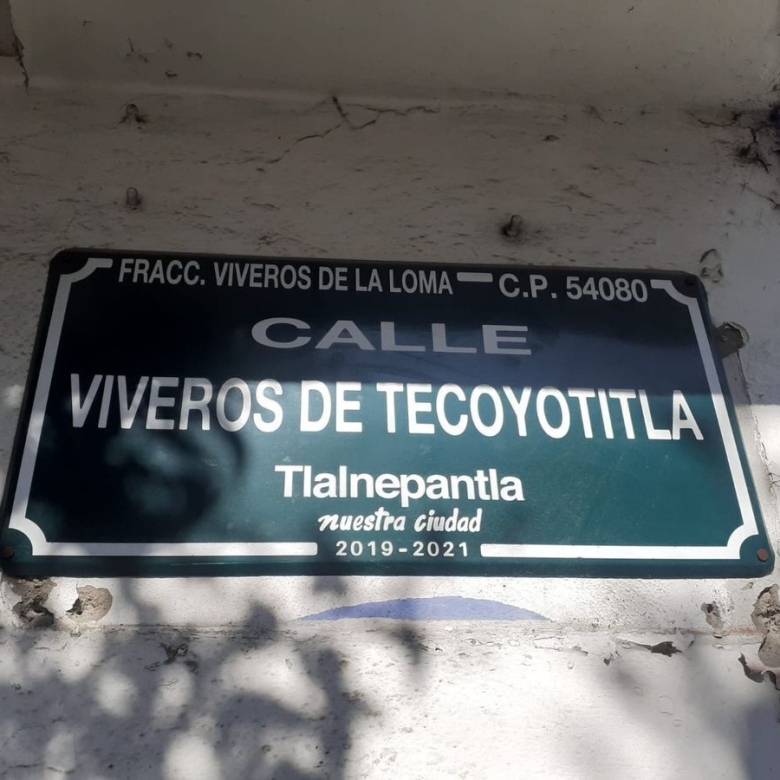 FRACC. VIVEROS DE LA LOMA — C.P. 54080
CALLE
VIVEROS DE TECOYOTITLA
Tlalnepantla
nuestra ciudad
2019-2021